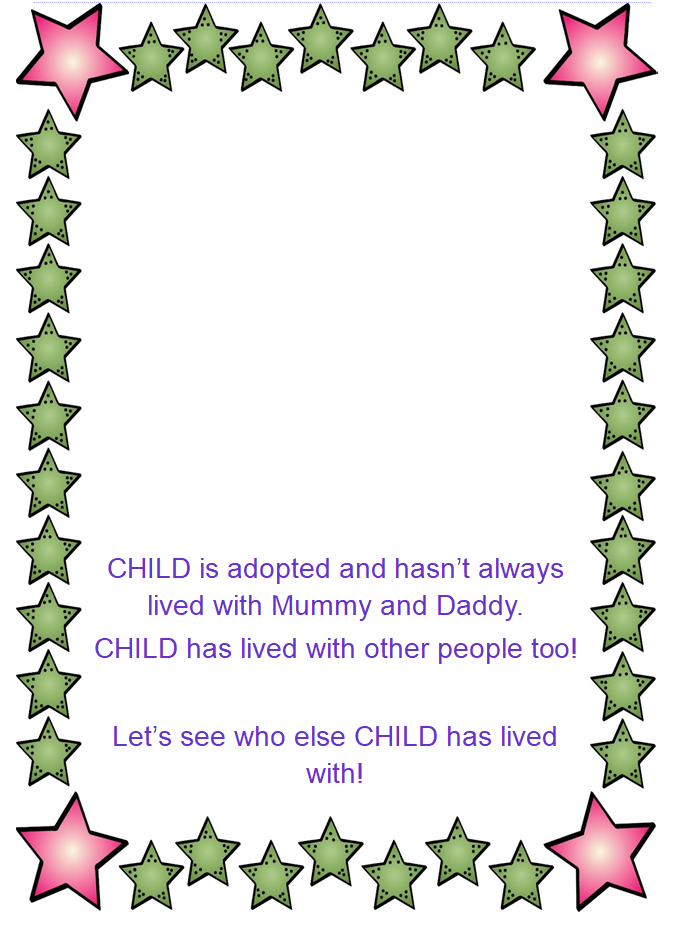 CHILD is adopted and hasn’t always
lived with Mummy and Daddy.
CHILD has lived with other people too!
Let’s see who else CHILD has lived
with!